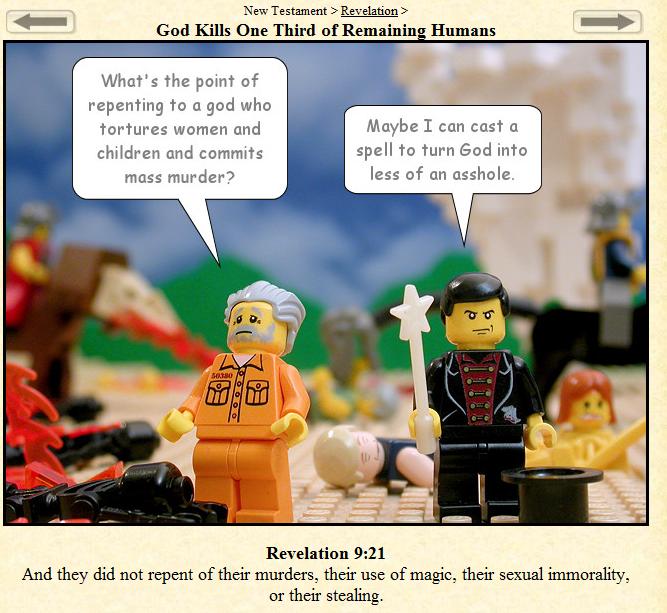 New Testament > Revelation >
God Kills One Third of Remaining Humans
What's the point of
repenting to a god who
tortures women and
children and commits
mass murder?
Maybe I can cast a
spell to turn God into
less of an asshole.
50380
Revelation 9:21
And they did not repent of their murders, their use of magic, their sexual immorality,
or their stealing.